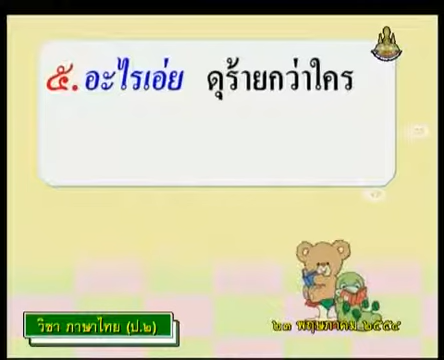 ๕. อะไรเอ่ย ดุร้ายกว่าใคร
วิชา ภาษาไทย (ป.๒)
๒๓ พฤษภาคม ๒๕๕๔